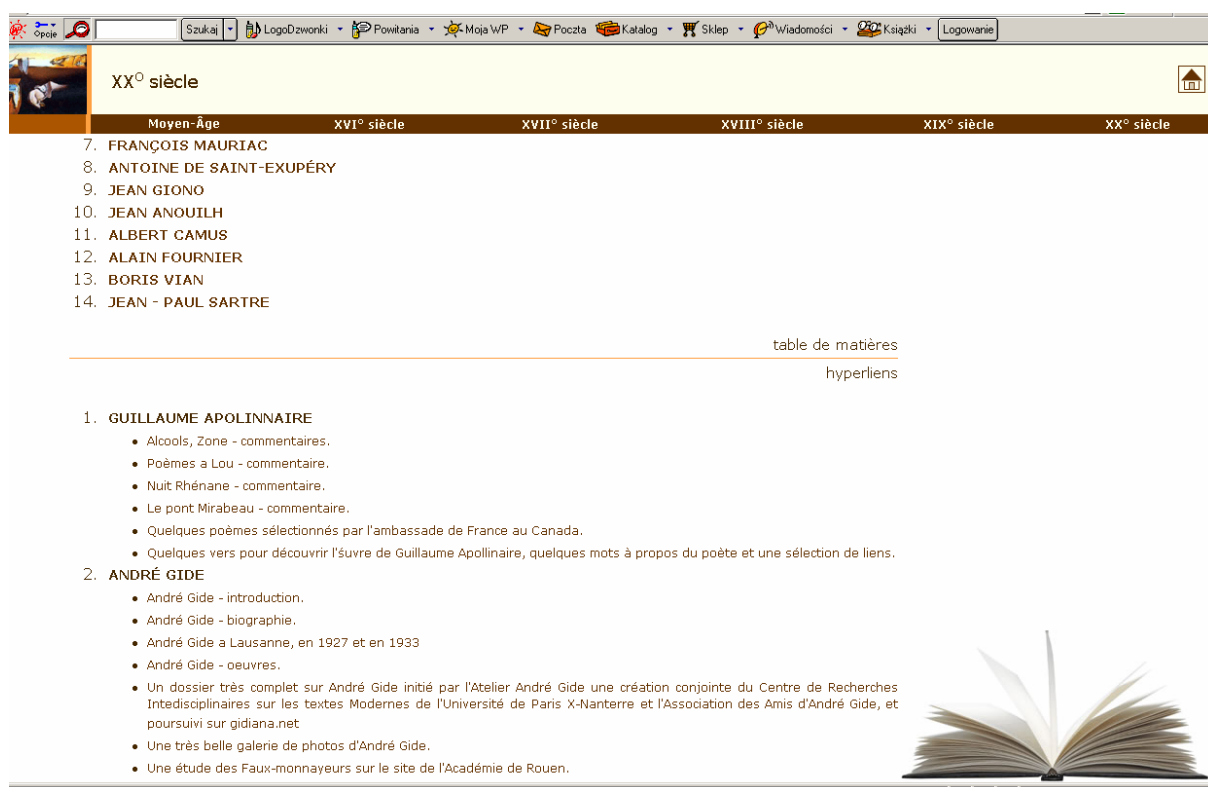 Opcje Szukaj LogoDzwonki Powitania Moja WP Poczta Katalog Sklep Wiadomości Książki Logowanie
XX° siècle
Moyen-Âge XVI° siècle XVII° siècle XVIII° siècle XIX° siècle XX° siècle
7. FRANÇOIS MAURIAC
8. ANTOINE DE SAINT-EXUPÉRY
9. JEAN GIONO
10. JEAN ANOUILH
11. ALBERT CAMUS
12. ALAIN FOURNIER
13. BORIS VIAN
14. JEAN - PAUL SARTRE
table de matières
hyperliens
1. GUILLAUME APOLINNAIRE
• Alcools, Zone - commentaires.
• Poèmes a Lou - commentaire.
• Nuit Rhénane - commentaire.
• Le pont Mirabeau - commentaire.
• Quelques poèmes sélectionnés par l'ambassade de France au Canada.
• Quelques vers pour découvrir l'śuvre de Guillaume Apollinaire, quelques mots à propos du poète et une sélection de liens.
2. ANDRÉ GIDE
• André Gide - introduction.
• André Gide - biographie.
• André Gide a Lausanne, en 1927 et en 1933
• André Gide - oeuvres.
• Un dossier très complet sur André Gide initié par l'Atelier André Gide une création conjointe du Centre de Recherches
Intedisciplinaires sur les textes Modernes de l'Université de Paris X-Nanterre et l'Association des Amis d'André Gide, et
poursuivi sur gidiana.net
• Une très belle galerie de photos d'André Gide.
• Une étude des Faux-monnayeurs sur le site de l'Académie de Rouen.